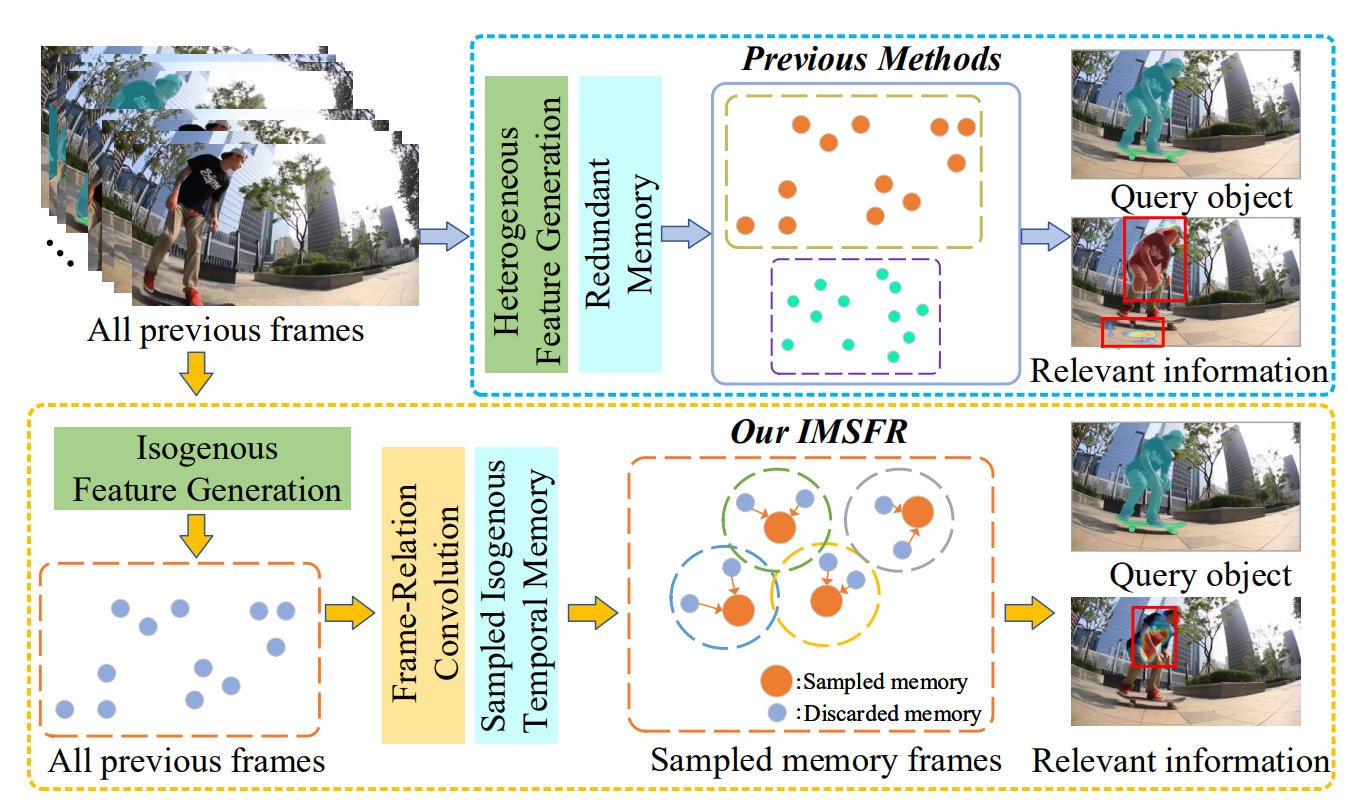 Previous Methods
Heterogeneous
Feature Generation
Redundant
Memory
Query object
Relevant information
All previous frames
Our IMSFR
Isogenous
Feature Generation
All previous frames
Frame-Relation
Convolution
Sampled Isogenous
Temporal Memory
:Sampled memory
:Discarded memory
Sampled memory frames
Query object
Relevant information